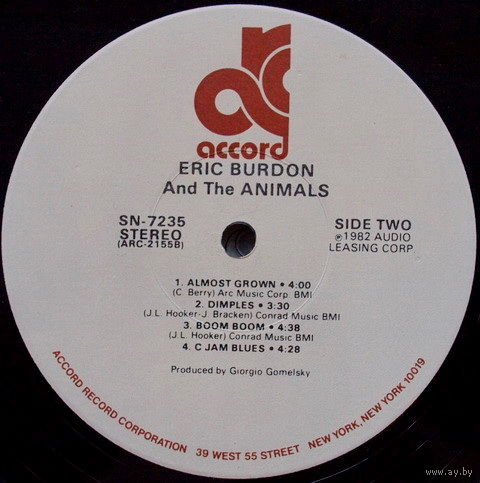 accord
ERIC BURDON
And The ANIMALS
SN-7235
STEREO
(ARC-2155B)
SIDE TWO
℗1982 AUDIO
LEASING CORP.
1. ALMOST GROWN • 4:00
(C. Berry) Arc Music Corp. BMI
2. DIMPLES • 3:30
(J.L. Hooker-J. Bracken) Conrad Music BMI
3. BOOM BOOM • 4:38
(J.L. Hooker) Conrad Music BMI
4. C JAM BLUES • 4:28
Produced by Giorgio Gomelsky
ACCORD RECORD CORPORATION 39 WEST 55 STREET NEW YORK, NEW YORK 10019
www.ay.by